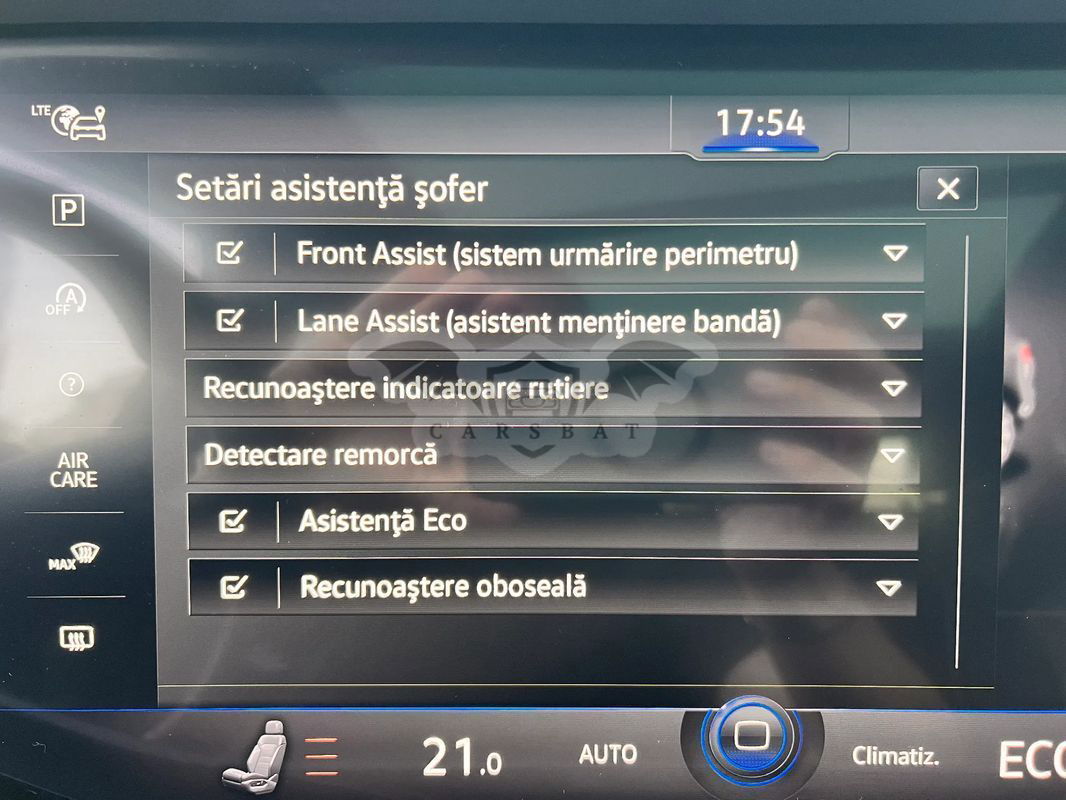 LTE
17:54
Setări asistenţă şofer
P
Front Assist (sistem urmărire perimetru)
A
OFF
Lane Assist (asistent menţinere bandă)
?
Recunoaştere indicatoare rutiere
CARSBAT
AIR
CARE
Detectare remorcă
Asistenţă Eco
MAX
Recunoaştere oboseală
21.0
AUTO
Climatiz.
ECO